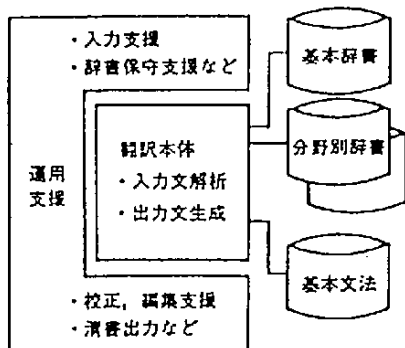 ・入力支援
・辞書保守支援など
運用
支援
翻訳本体
・入力文解析
・出力文生成
・校正，編集支援
・清書出力など
基本辞書
分野別辞書
基本文法